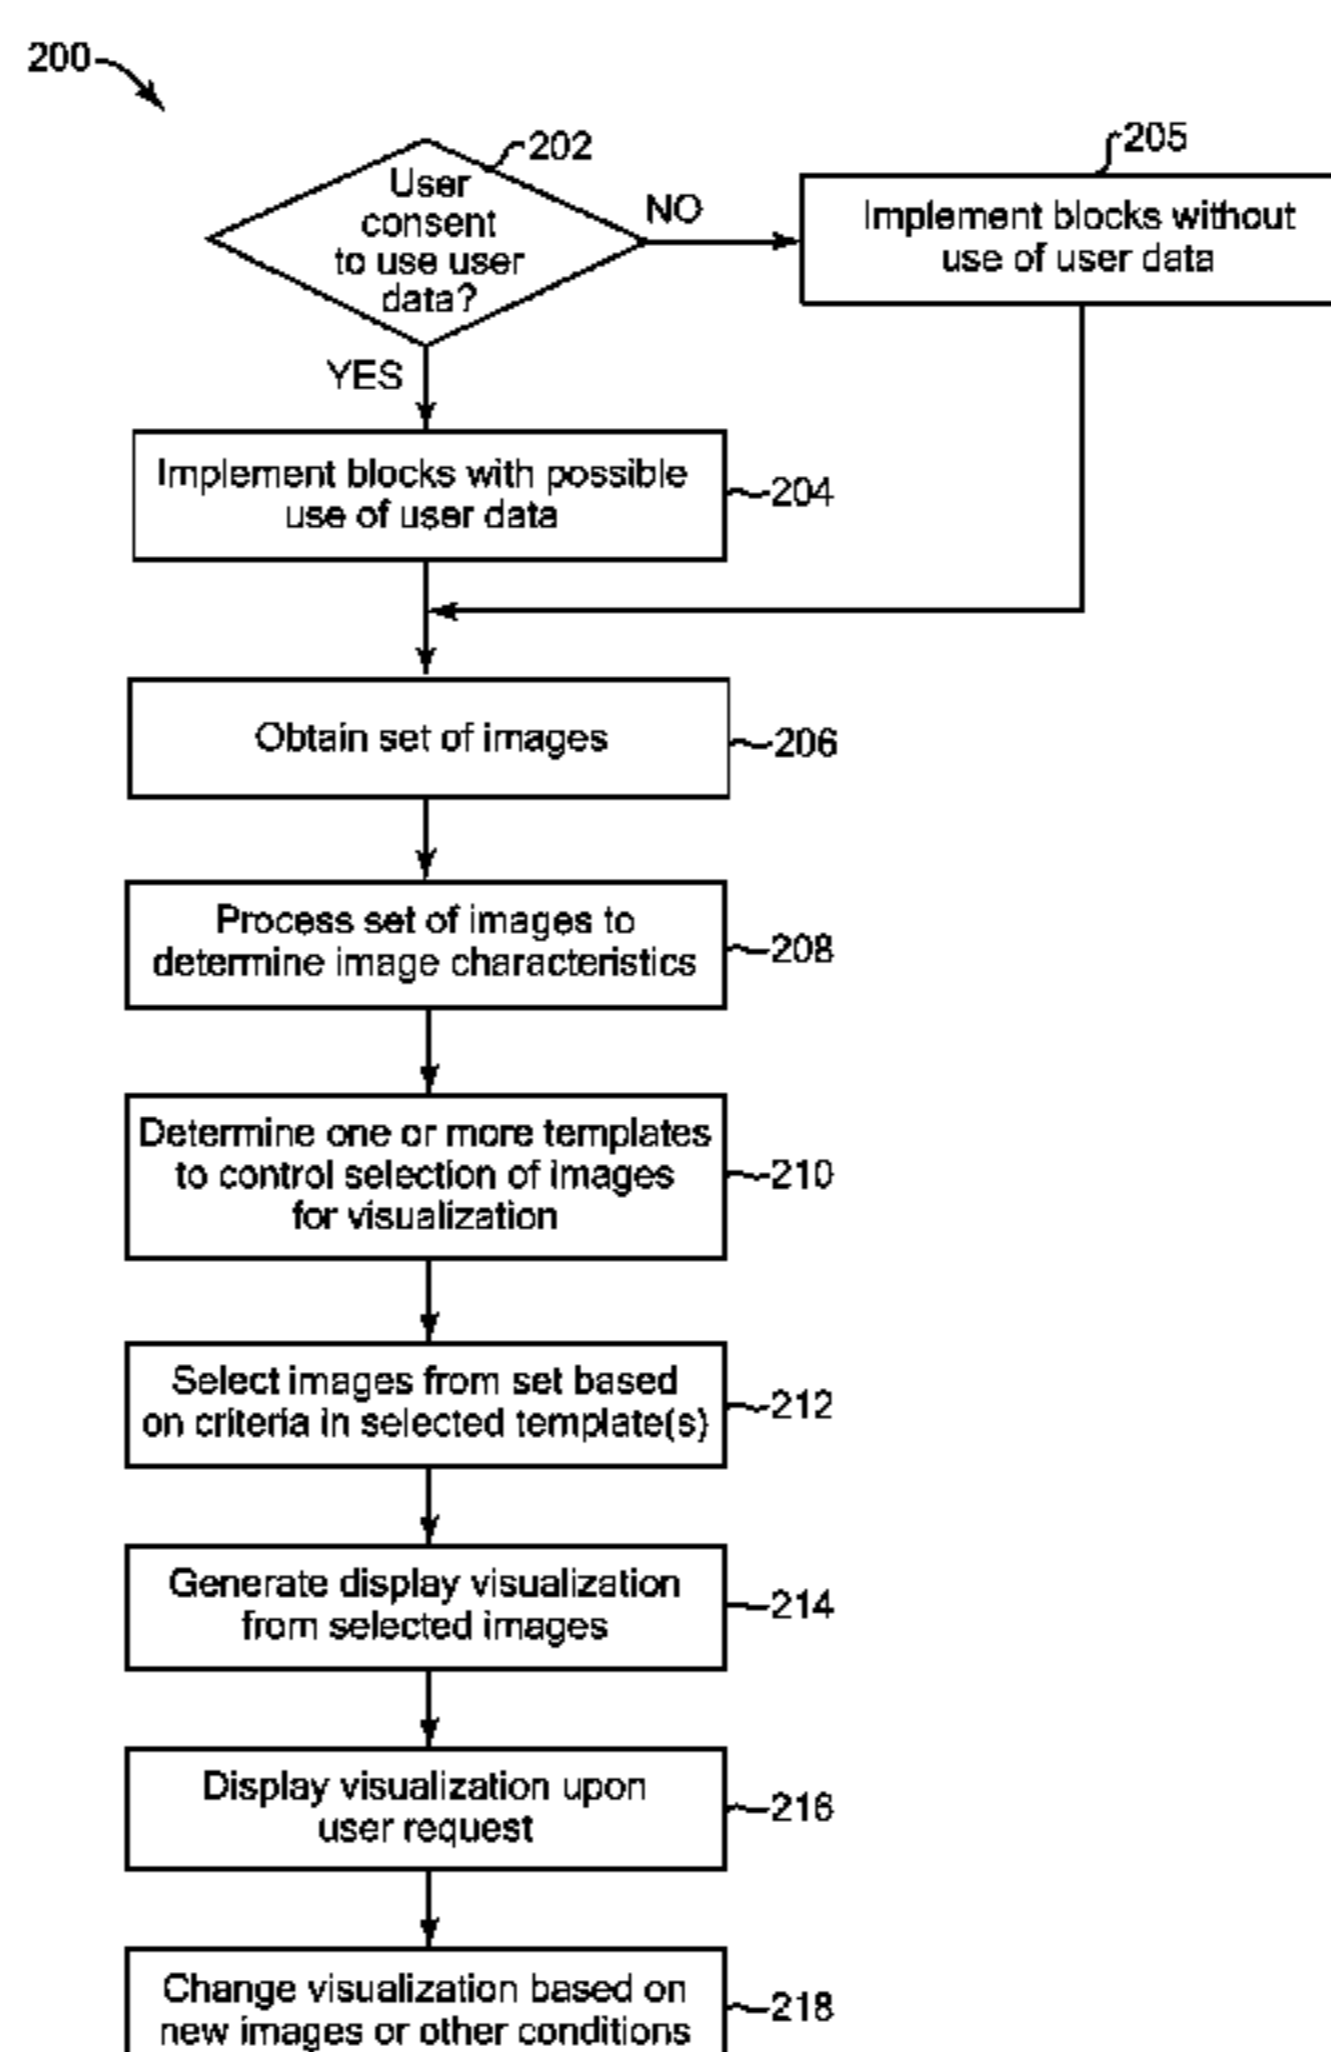 200
202
User
consent
to use user
data?
NO
205
Implement blocks without
use of user data
YES
Implement blocks with possible
use of user data
204
Obtain set of images
206
Process set of images to
determine image characteristics
208
Determine one or more templates
to control selection of images
for visualization
210
Select images from set based
on criteria in selected template(s)
212
Generate display visualization
from selected images
214
Display visualization upon
user request
216
Change visualization based on
new images or other conditions
218